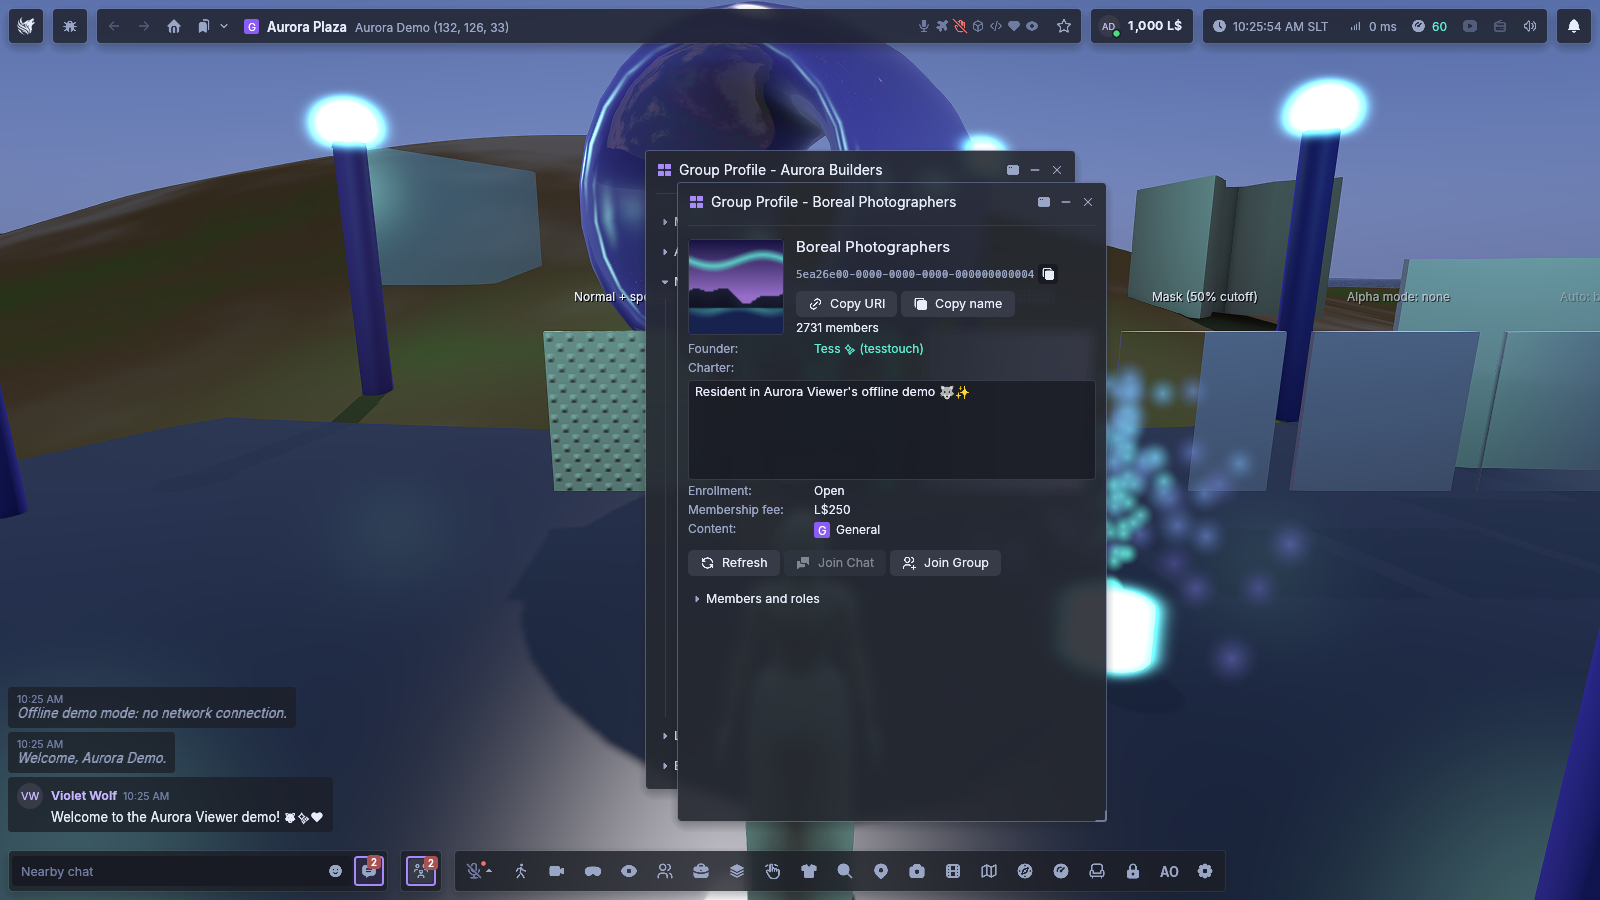 G Aurora Plaza Aurora Demo (132, 126, 33)
AD 1,000 L$
10:25:54 AM SLT 0 ms 60
Group Profile - Aurora Builders
Group Profile - Boreal Photographers
Boreal Photographers
5ea26e00-0000-0000-0000-000000000004
Copy URI Copy name
2731 members
Founder: Tess (tesstouch)
Charter:
Resident in Aurora Viewer's offline demo 🐺✨
Enrollment: Open
Membership fee: L$250
Content: G General
Refresh Join Chat Join Group
Members and roles
Normal +
Mask (50% cutoff)
Alpha mode: none
Auto:
10:25 AM
Offline demo mode: no network connection.
10:25 AM
Welcome, Aurora Demo.
VW Violet Wolf 10:25 AM
Welcome to the Aurora Viewer demo!
Nearby chat
2
2
AO